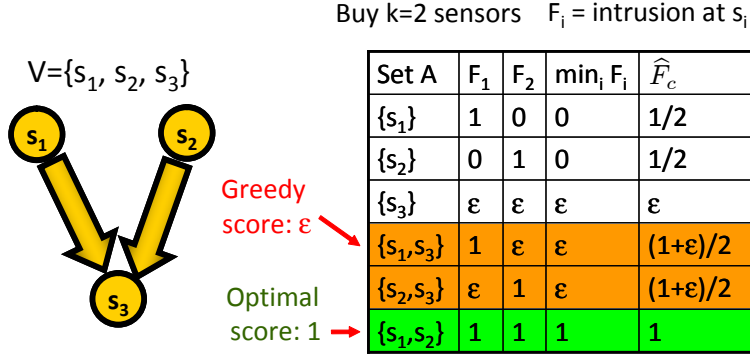 Buy k=2 sensors F_i = intrusion at s_i
V={s_1, s_2, s_3}
s_1
s_2
s_3
Greedy
score: ε
Optimal
score: 1
Set A F_1 F_2 min_i F_i \widehat{F}_c
{s_1} 1 0 0 1/2
{s_2} 0 1 0 1/2
{s_3} ε ε ε ε
{s_1,s_3} 1 ε ε (1+ε)/2
{s_2,s_3} ε 1 ε (1+ε)/2
{s_1,s_2} 1 1 1 1